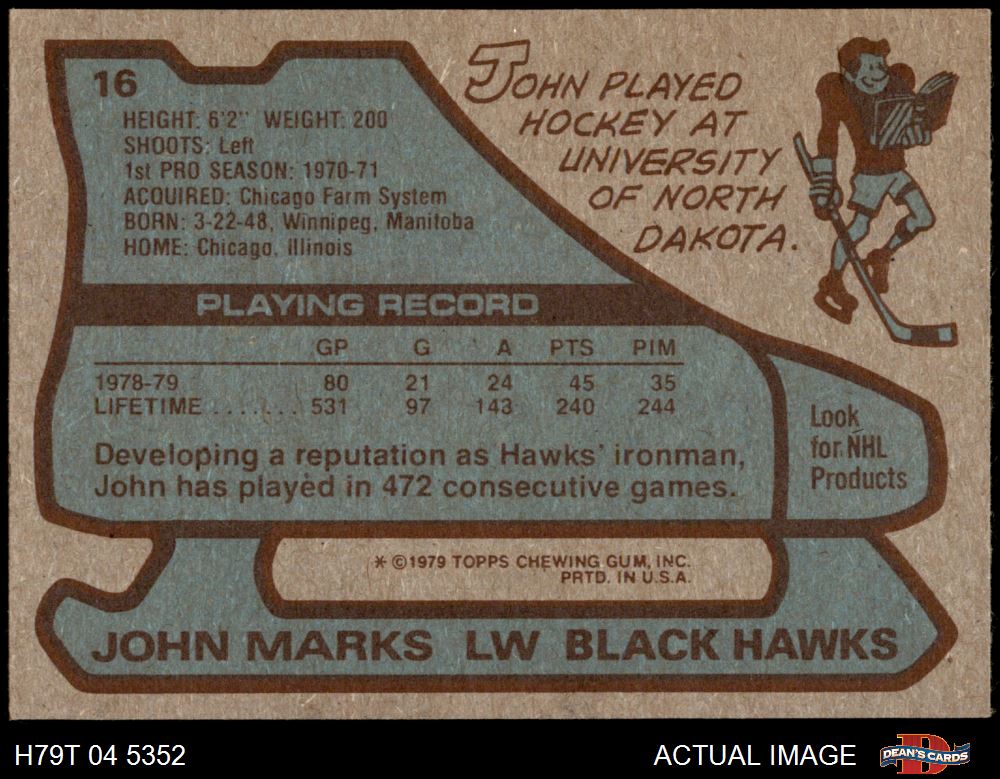 16
HEIGHT: 6'2" WEIGHT: 200
SHOOTS: Left
1st PRO SEASON: 1970-71
ACQUIRED: Chicago Farm System
BORN: 3-22-48, Winnipeg, Manitoba
HOME: Chicago, Illinois
JOHN PLAYED
HOCKEY AT
UNIVERSITY
OF NORTH
DAKOTA.
PLAYING RECORD
GP G A PTS PIM
1978-79 80 21 24 45 35
LIFETIME ....... 531 97 143 240 244
Developing a reputation as Hawks' ironman,
John has played in 472 consecutive games.
Look
for NHL
Products
* ©1979 TOPPS CHEWING GUM, INC.
PRTD. IN U.S.A.
JOHN MARKS LW BLACK HAWKS
H79T 04 5352 ACTUAL IMAGE DEAN'S CARDS